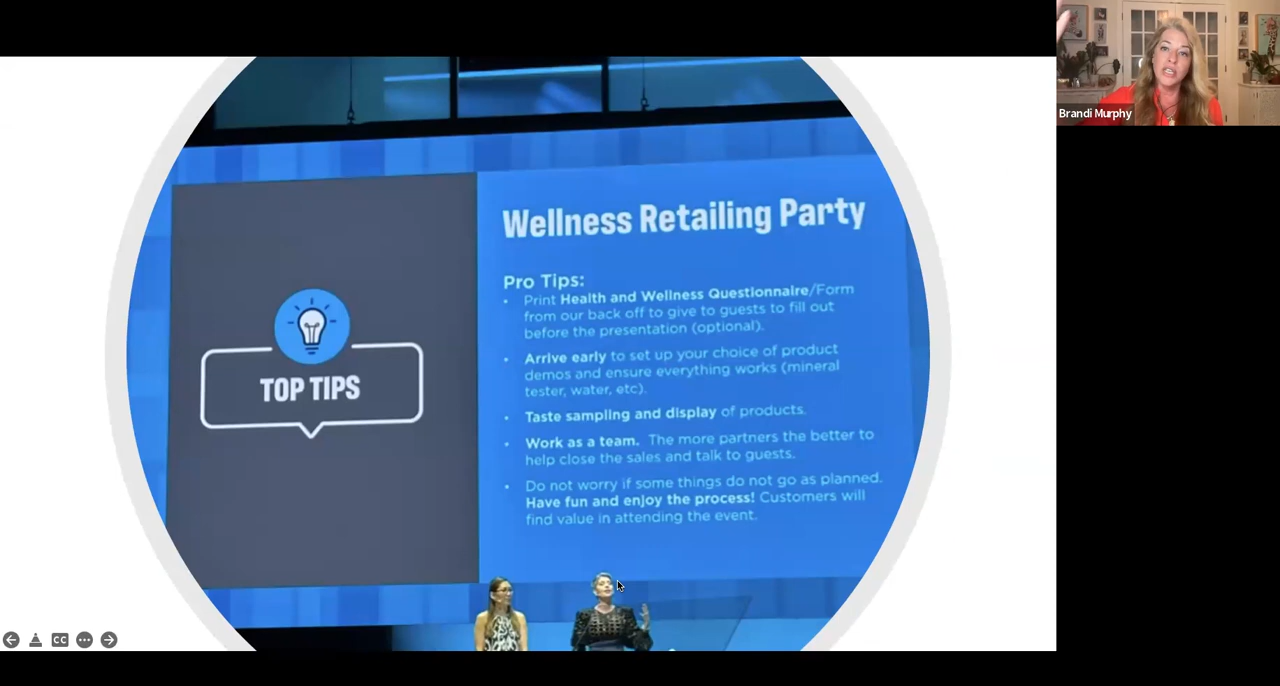 Wellness Retailing Party
Pro Tips:
• Print Health and Wellness Questionnaire/Form
from our back off to give to guests to fill out
before the presentation (optional).
• Arrive early to set up your choice of product
demos and ensure everything works (mineral
tester, water, etc).
• Taste sampling and display of products.
• Work as a team. The more partners the better to
help close the sales and talk to guests.
• Do not worry if some things do not go as planned.
Have fun and enjoy the process! Customers will
find value in attending the event.
TOP TIPS
Brandi Murphy
CC